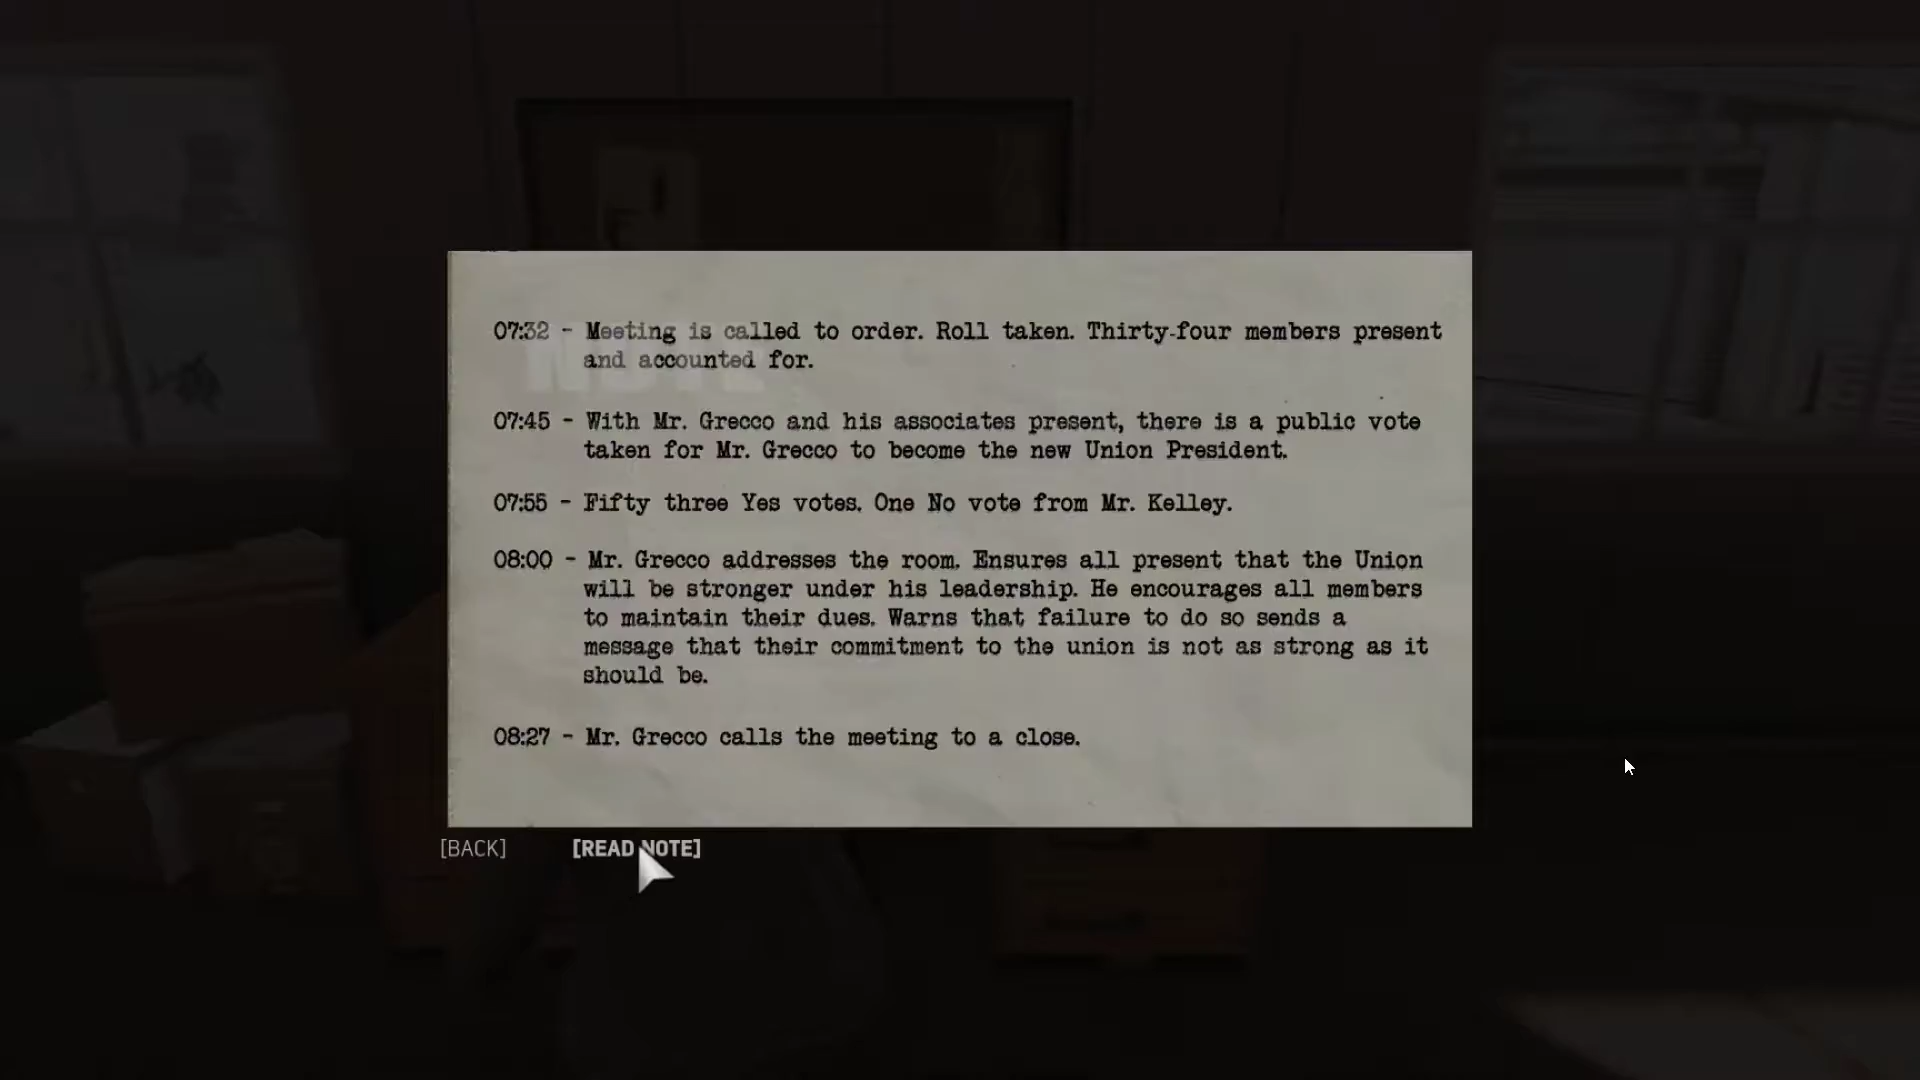 07:32 - Meeting is called to order. Roll taken. Thirty-four members present
and accounted for.
07:45 - With Mr. Grecco and his associates present, there is a public vote
taken for Mr. Grecco to become the new Union President.
07:55 - Fifty three Yes votes. One No vote from Mr. Kelley.
08:00 - Mr. Grecco addresses the room. Ensures all present that the Union
will be stronger under his leadership. He encourages all members
to maintain their dues. Warns that failure to do so sends a
message that their commitment to the union is not as strong as it
should be.
08:27 - Mr. Grecco calls the meeting to a close.
[BACK] [READ NOTE]